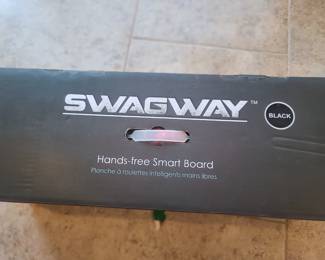 SWAGWAY™
BLACK
Hands-free Smart Board
Planche à roulettes intelligents mains libres